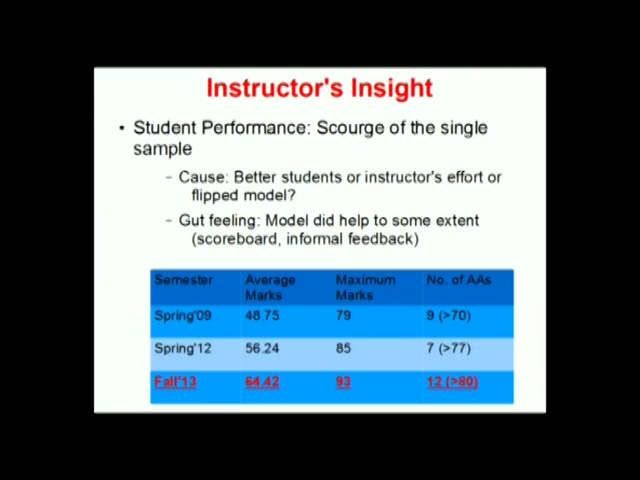 Instructor's Insight
• Student Performance: Scourge of the single
sample
– Cause: Better students or instructor's effort or
flipped model?
– Gut feeling: Model did help to some extent
(scoreboard, informal feedback)
Semester Average Marks Maximum Marks No. of AAs
Spring'09 48.75 79 9 (>70)
Spring'12 56.24 85 7 (>77)
Fall'13 64.42 93 12 (>80)